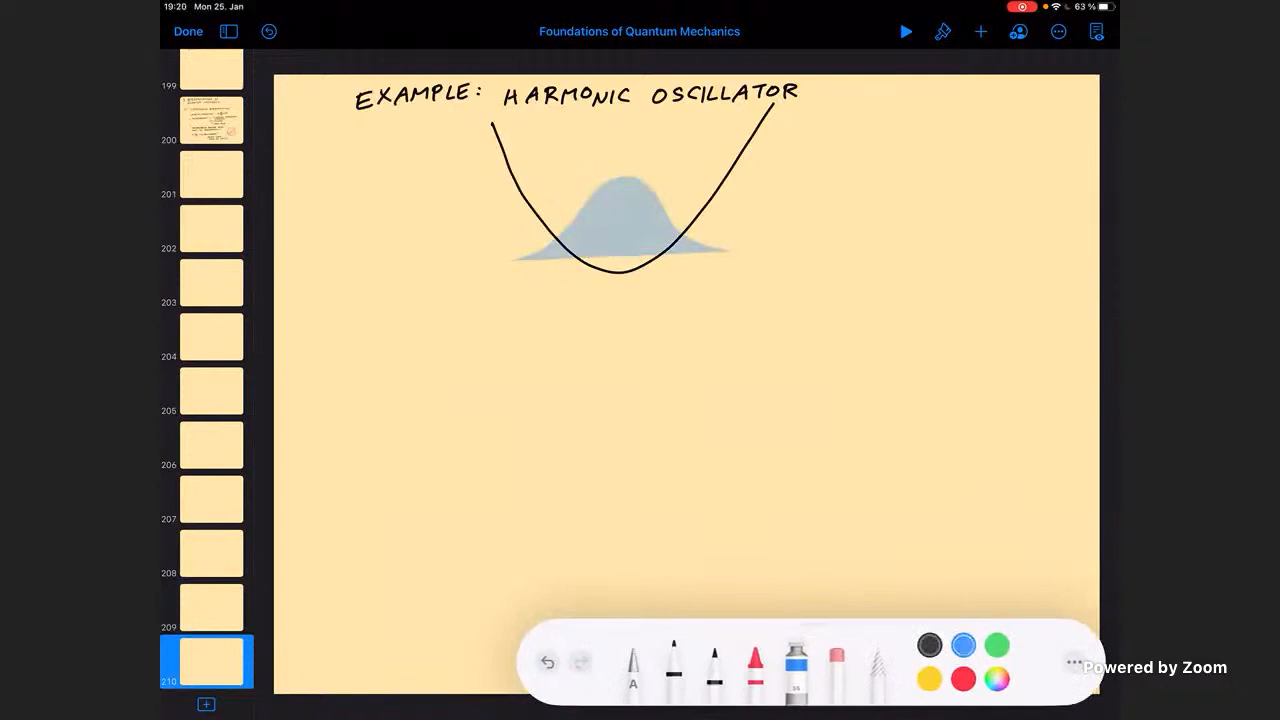 19:20 Mon 25. Jan
63 %
Done
Foundations of Quantum Mechanics
199
200
201
202
203
204
205
206
207
208
209
210
EXAMPLE: HARMONIC OSCILLATOR
A
35
Powered by Zoom